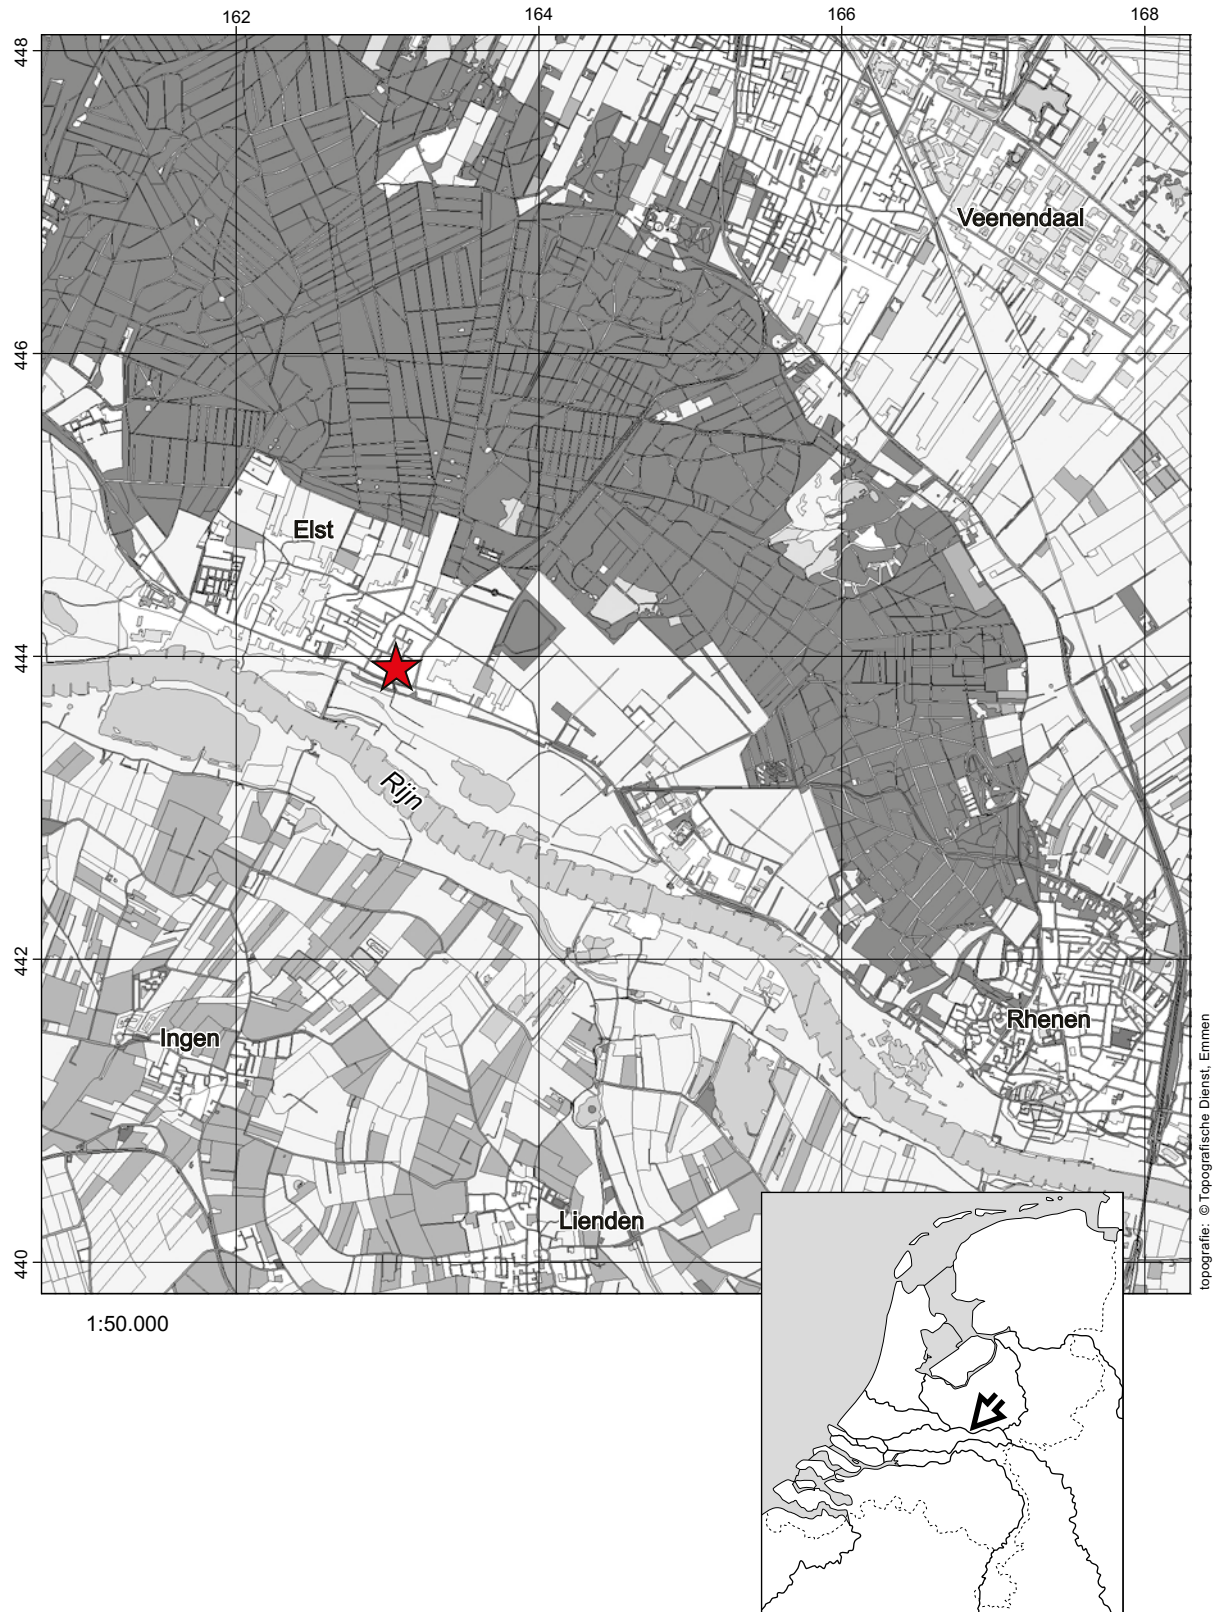 162
164
166
168
448
446
444
442
440
Veenendaal
Elst
Rijn
Ingen
Rhenen
Lienden
topografie: © Topografische Dienst, Emmen
1:50.000